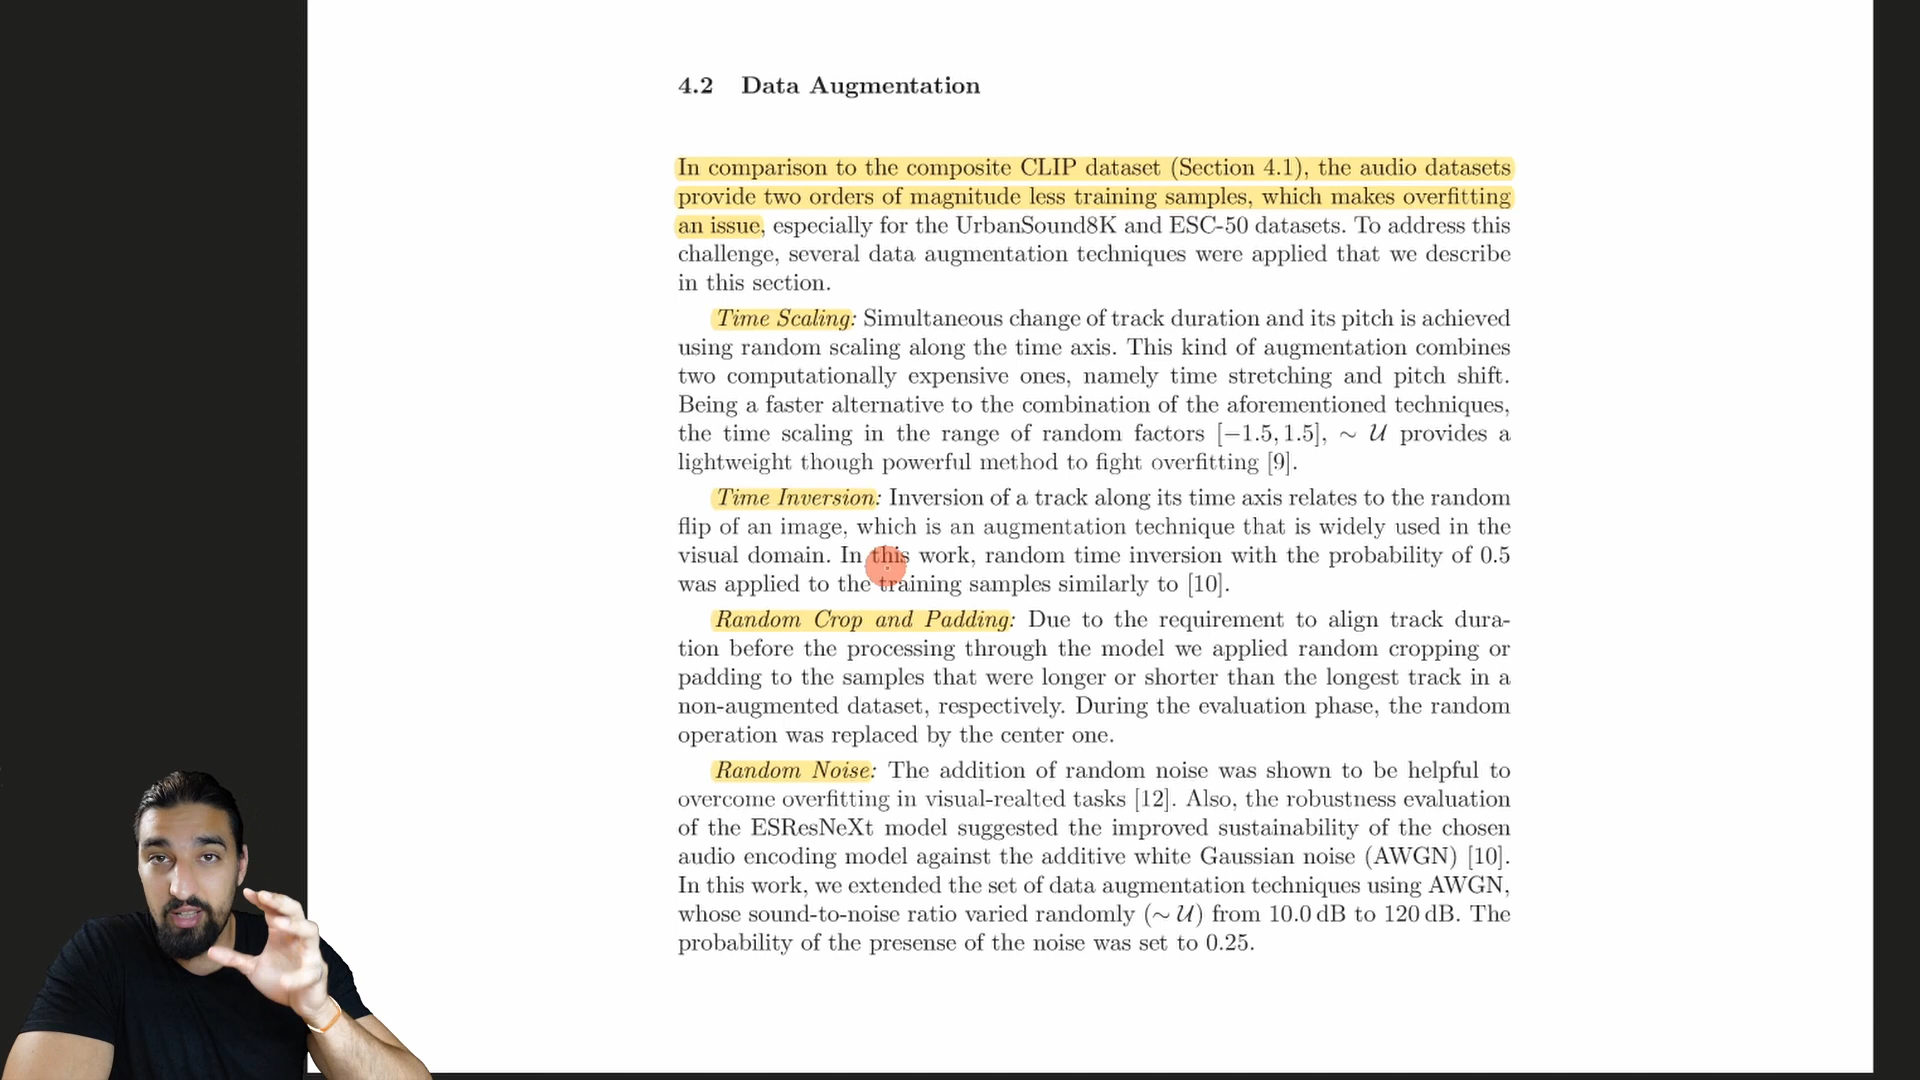 4.2 Data Augmentation
In comparison to the composite CLIP dataset (Section 4.1), the audio datasets
provide two orders of magnitude less training samples, which makes overfitting
an issue, especially for the UrbanSound8K and ESC-50 datasets. To address this
challenge, several data augmentation techniques were applied that we describe
in this section.
Time Scaling: Simultaneous change of track duration and its pitch is achieved
using random scaling along the time axis. This kind of augmentation combines
two computationally expensive ones, namely time stretching and pitch shift.
Being a faster alternative to the combination of the aforementioned techniques,
the time scaling in the range of random factors [−1.5, 1.5], ∼ 𝒰 provides a
lightweight though powerful method to fight overfitting [9].
Time Inversion: Inversion of a track along its time axis relates to the random
flip of an image, which is an augmentation technique that is widely used in the
visual domain. In this work, random time inversion with the probability of 0.5
was applied to the training samples similarly to [10].
Random Crop and Padding: Due to the requirement to align track dura-
tion before the processing through the model we applied random cropping or
padding to the samples that were longer or shorter than the longest track in a
non-augmented dataset, respectively. During the evaluation phase, the random
operation was replaced by the center one.
Random Noise: The addition of random noise was shown to be helpful to
overcome overfitting in visual-realted tasks [12]. Also, the robustness evaluation
of the ESResNeXt model suggested the improved sustainability of the chosen
audio encoding model against the additive white Gaussian noise (AWGN) [10].
In this work, we extended the set of data augmentation techniques using AWGN,
whose sound-to-noise ratio varied randomly (∼ 𝒰) from 10.0 dB to 120 dB. The
probability of the presense of the noise was set to 0.25.